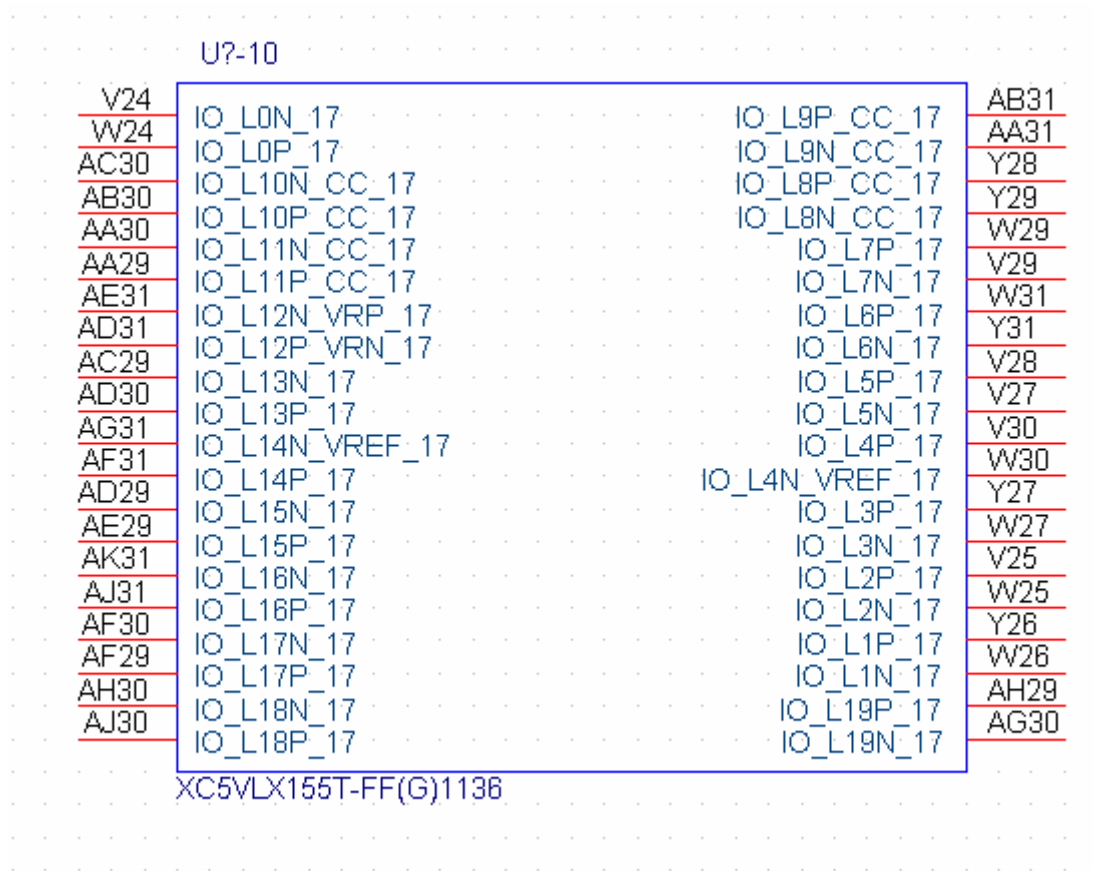 U?-10
V24 IO_L0N_17 IO_L9P_CC_17 AB31
W24 IO_L0P_17 IO_L9N_CC_17 AA31
AC30 IO_L10N_CC_17 IO_L8P_CC_17 Y28
AB30 IO_L10P_CC_17 IO_L8N_CC_17 Y29
AA30 IO_L11N_CC_17 IO_L7P_17 W29
AA29 IO_L11P_CC_17 IO_L7N_17 V29
AE31 IO_L12N_VRP_17 IO_L6P_17 W31
AD31 IO_L12P_VRN_17 IO_L6N_17 Y31
AC29 IO_L13N_17 IO_L5P_17 V28
AD30 IO_L13P_17 IO_L5N_17 V27
AG31 IO_L14N_VREF_17 IO_L4P_17 V30
AF31 IO_L14P_17 IO_L4N_VREF_17 W30
AD29 IO_L15N_17 IO_L3P_17 Y27
AE29 IO_L15P_17 IO_L3N_17 W27
AK31 IO_L16N_17 IO_L2P_17 V25
AJ31 IO_L16P_17 IO_L2N_17 W25
AF30 IO_L17N_17 IO_L1P_17 Y26
AF29 IO_L17P_17 IO_L1N_17 W26
AH30 IO_L18N_17 IO_L19P_17 AH29
AJ30 IO_L18P_17 IO_L19N_17 AG30
XC5VLX155T-FF(G)1136